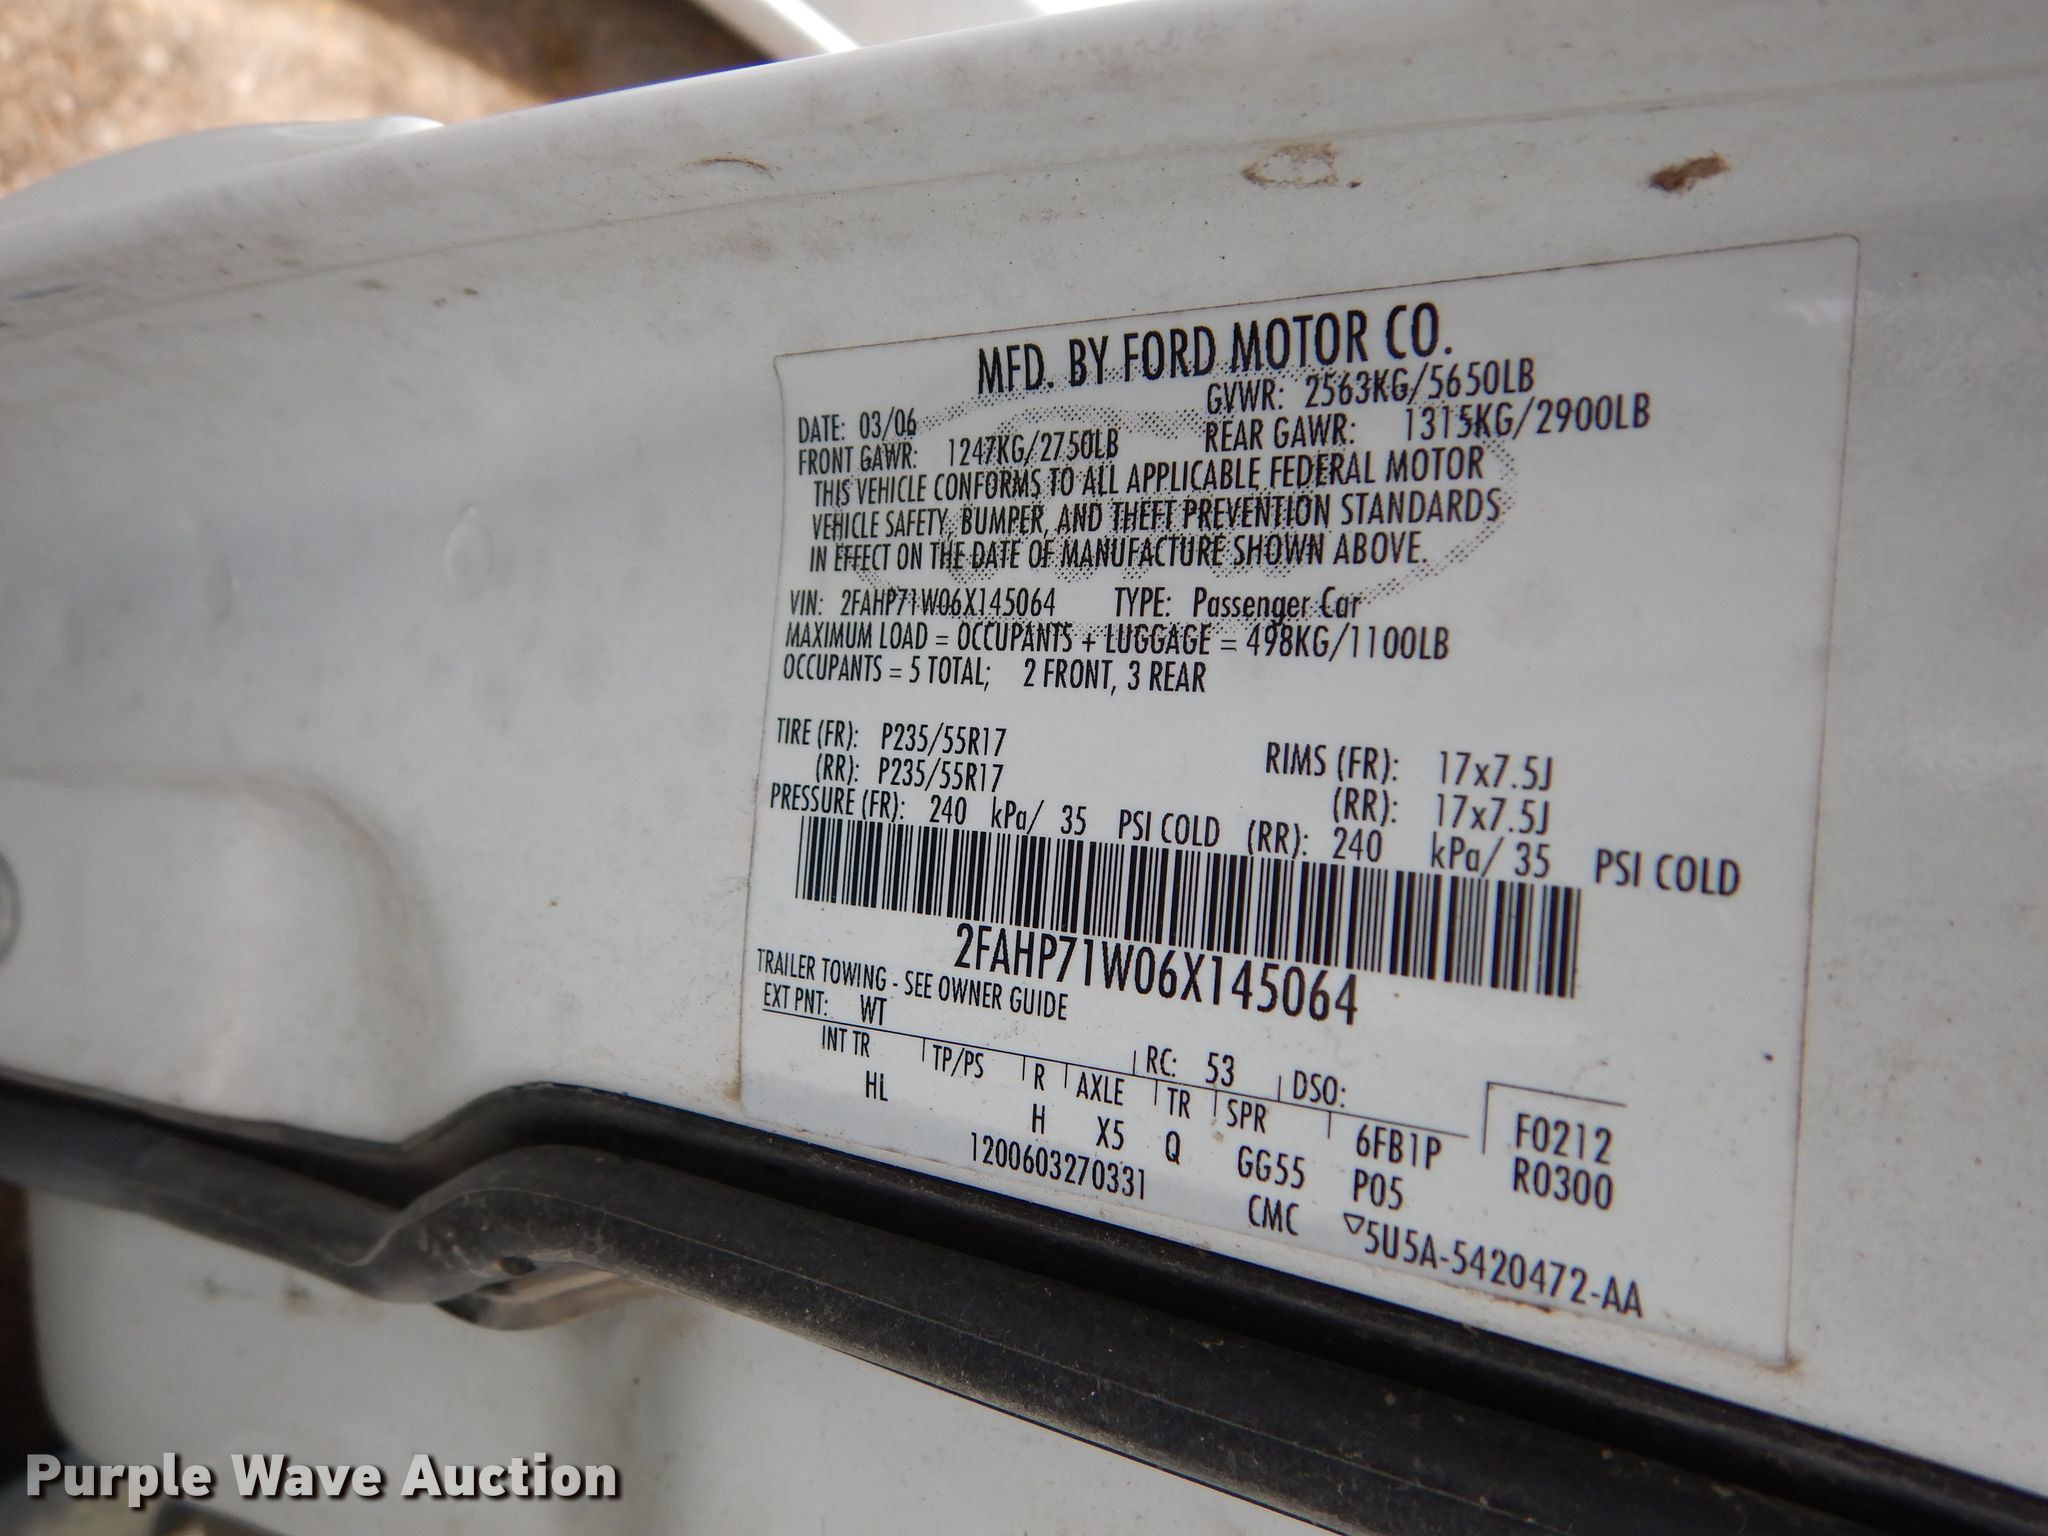 MFD. BY FORD MOTOR CO.
DATE: 03/06 GVWR: 2563KG/5650LB
FRONT GAWR: 1247KG/2750LB REAR GAWR: 1315KG/2900LB
THIS VEHICLE CONFORMS TO ALL APPLICABLE FEDERAL MOTOR
VEHICLE SAFETY, BUMPER, AND THEFT PREVENTION STANDARDS
IN EFFECT ON THE DATE OF MANUFACTURE SHOWN ABOVE.
VIN: 2FAHP71W06X145064 TYPE: Passenger Car
MAXIMUM LOAD = OCCUPANTS + LUGGAGE = 498KG/1100LB
OCCUPANTS = 5 TOTAL; 2 FRONT, 3 REAR
TIRE (FR): P235/55R17 RIMS (FR): 17x7.5J
(RR): P235/55R17 (RR): 17x7.5J
PRESSURE (FR): 240 kPa/ 35 PSI COLD (RR): 240 kPa/ 35 PSI COLD
2FAHP71W06X145064
TRAILER TOWING - SEE OWNER GUIDE
EXT PNT: WT RC: 53 DSO:
INT TR TP/PS R AXLE TR SPR 6FB1P F0212
HL H X5 Q GG55 P05 R0300
1200603270331 CMC ▽5U5A-5420472-AA
Purple Wave Auction